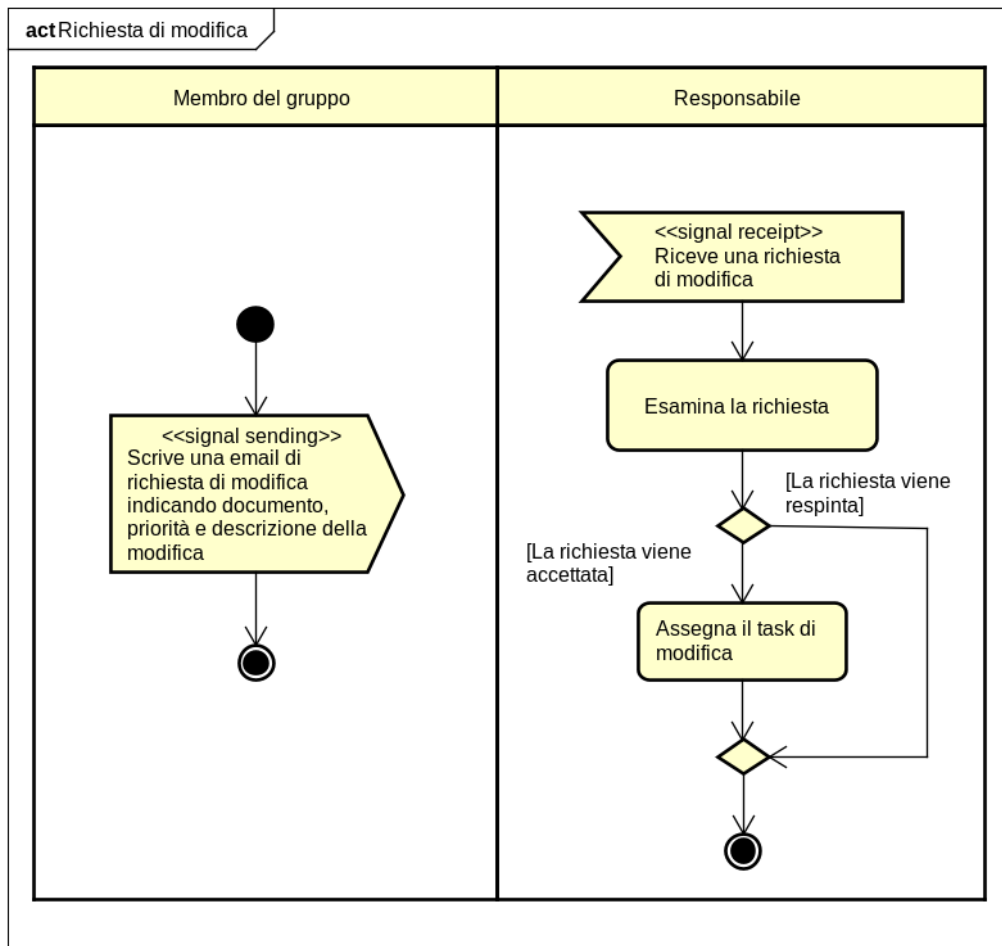 act Richiesta di modifica
Membro del gruppo
Responsabile
<<signal sending>>
Scrive una email di
richiesta di modifica
indicando documento,
priorità e descrizione della
modifica
<<signal receipt>>
Riceve una richiesta
di modifica
Esamina la richiesta
[La richiesta viene
respinta]
[La richiesta viene
accettata]
Assegna il task di
modifica